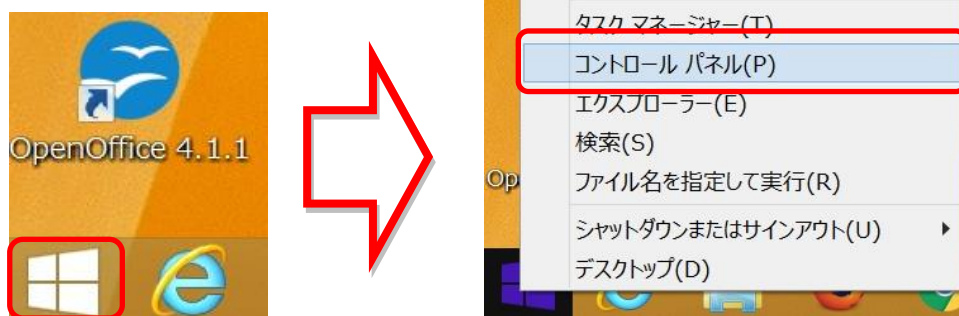 OpenOffice 4.1.1
タスク マネージャー(T)
コントロール パネル(P)
エクスプローラー(E)
検索(S)
Op
ファイル名を指定して実行(R)
シャットダウンまたはサインアウト(U)
デスクトップ(D)